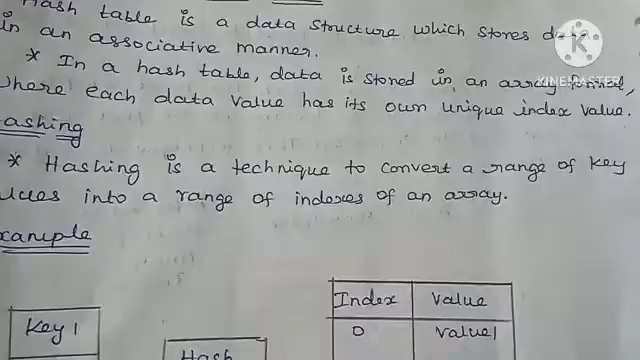 Hash table is a data structure which stores data
in an associative manner.
* In a hash table, data is stored in an array format,
where each data value has its own unique index value.
ashing
* Hashing is a technique to convert a range of key
values into a range of indexes of an array.
xample
Index Value
Key 1 0 Value1
Hash
KINEMASTER